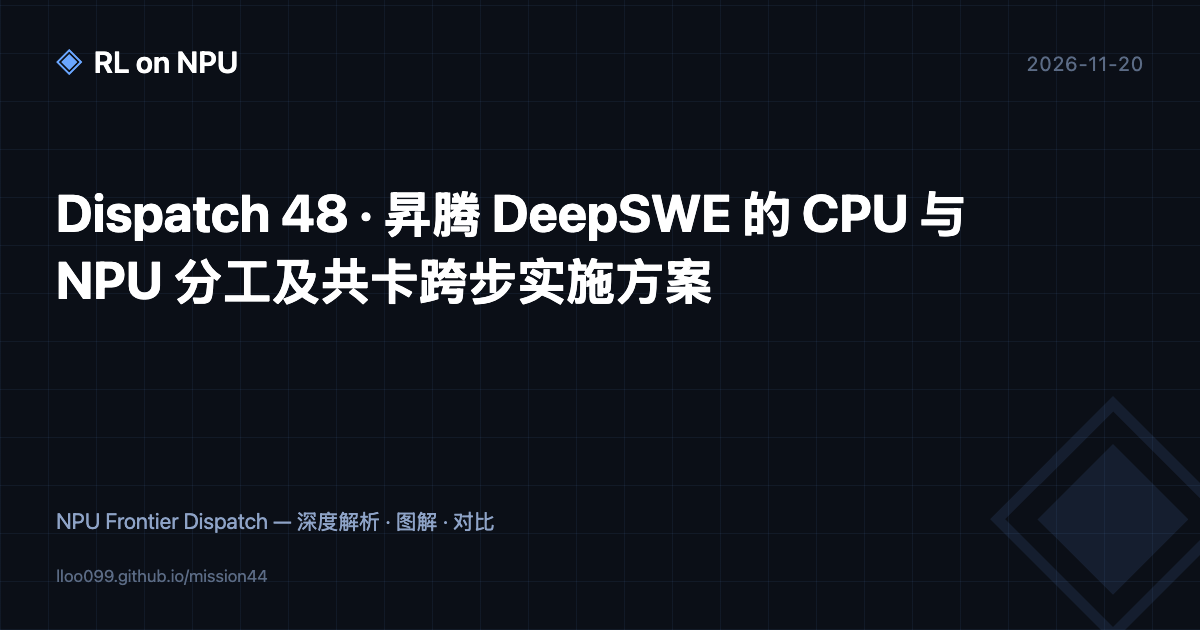 RL on NPU
2026-11-20
Dispatch 48 · 昇腾 DeepSWE 的 CPU 与
NPU 分工及共卡跨步实施方案
NPU Frontier Dispatch — 深度解析 · 图解 · 对比
lloo099.github.io/mission44